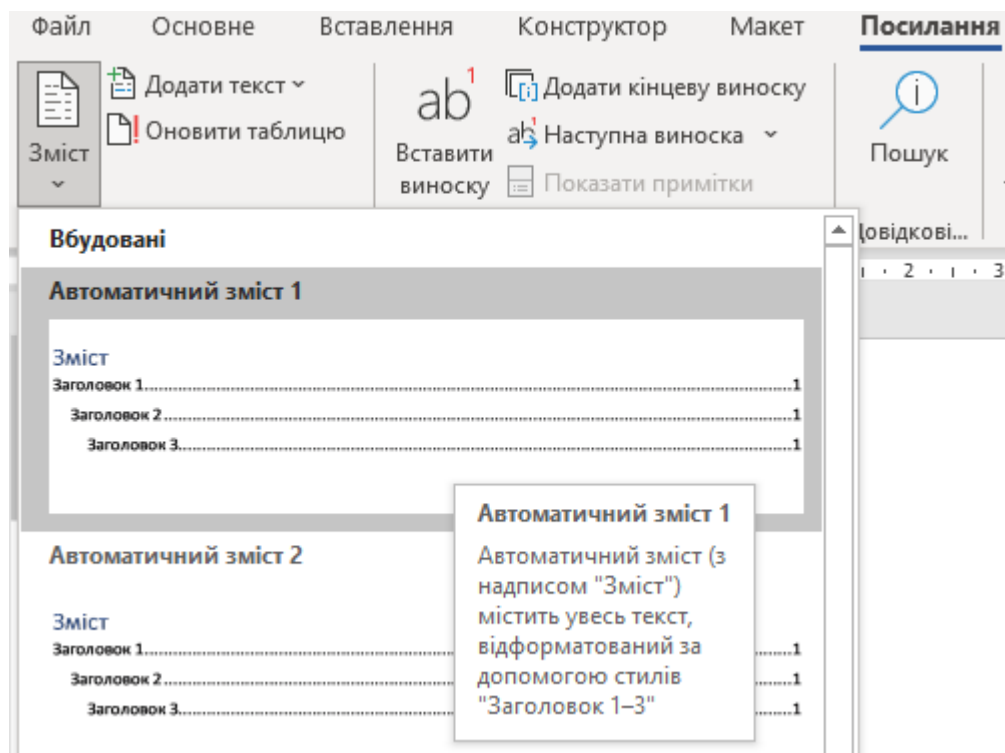 Файл Основне Вставлення Конструктор Макет Посилання
Зміст
Додати текст
Оновити таблицю
ab1
Вставити
виноску
[i] Додати кінцеву виноску
ab1 Наступна виноска
Показати примітки
Пошук
Вбудовані
Автоматичний зміст 1
Зміст
Заголовок 1........1
Заголовок 2........1
Заголовок 3........1
Автоматичний зміст 1
Автоматичний зміст (з
надписом "Зміст")
містить увесь текст,
відформатований за
допомогою стилів
"Заголовок 1–3"
Автоматичний зміст 2
Зміст
Заголовок 1........1
Заголовок 2........1
Заголовок 3........1
2 3